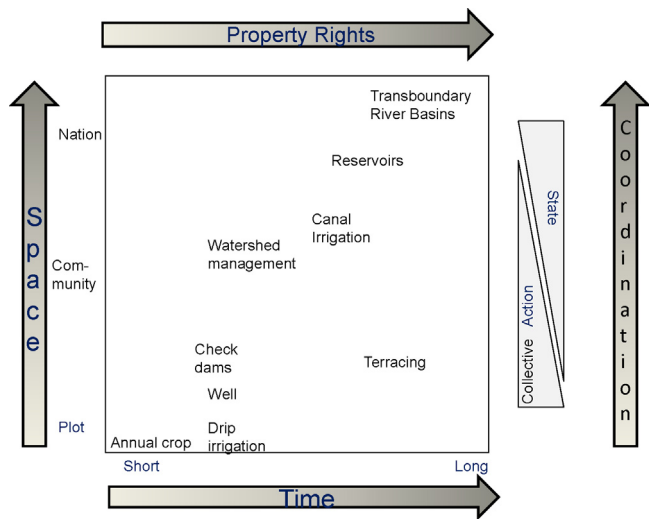 Property Rights
Transboundary
River Basins
Nation
Reservoirs
Canal
Irrigation
Watershed
management
Com-
munity
Check
dams
Terracing
Well
Plot
Drip
irrigation
Annual crop
Short
Long
Time
Space
State
Collective Action
Coordination